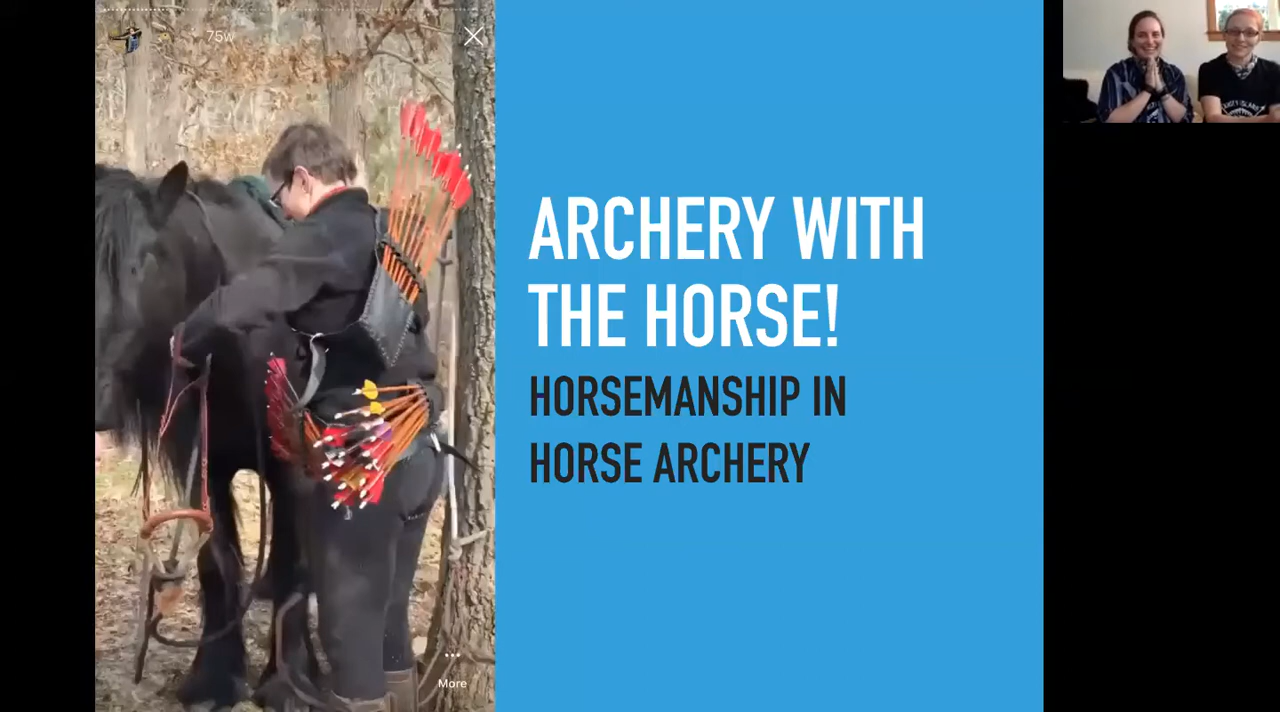 75w
ARCHERY WITH
THE HORSE!
HORSEMANSHIP IN
HORSE ARCHERY
More